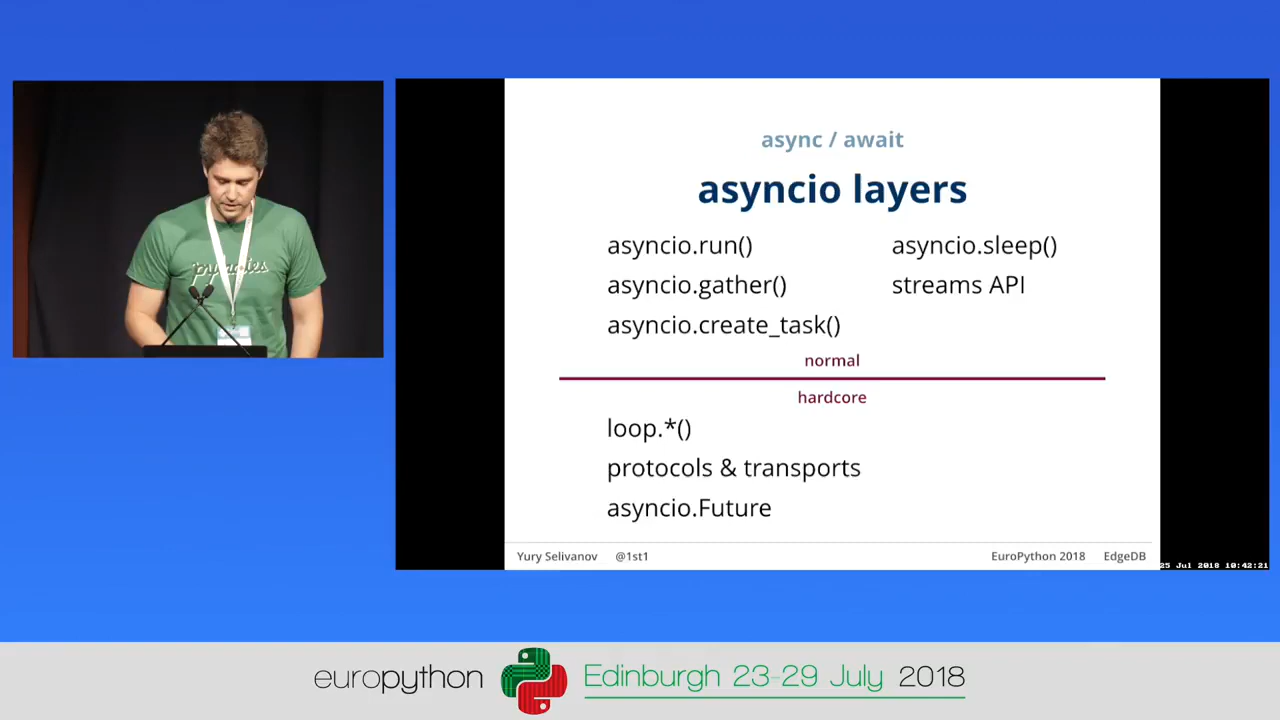 async / await
asyncio layers
asyncio.run()
asyncio.gather()
asyncio.create_task()
asyncio.sleep()
streams API
normal
hardcore
loop.*()
protocols & transports
asyncio.Future
Yury Selivanov @1st1
EuroPython 2018 EdgeDB
25 Jul 2018 10:42:21
europython Edinburgh 23-29 July 2018